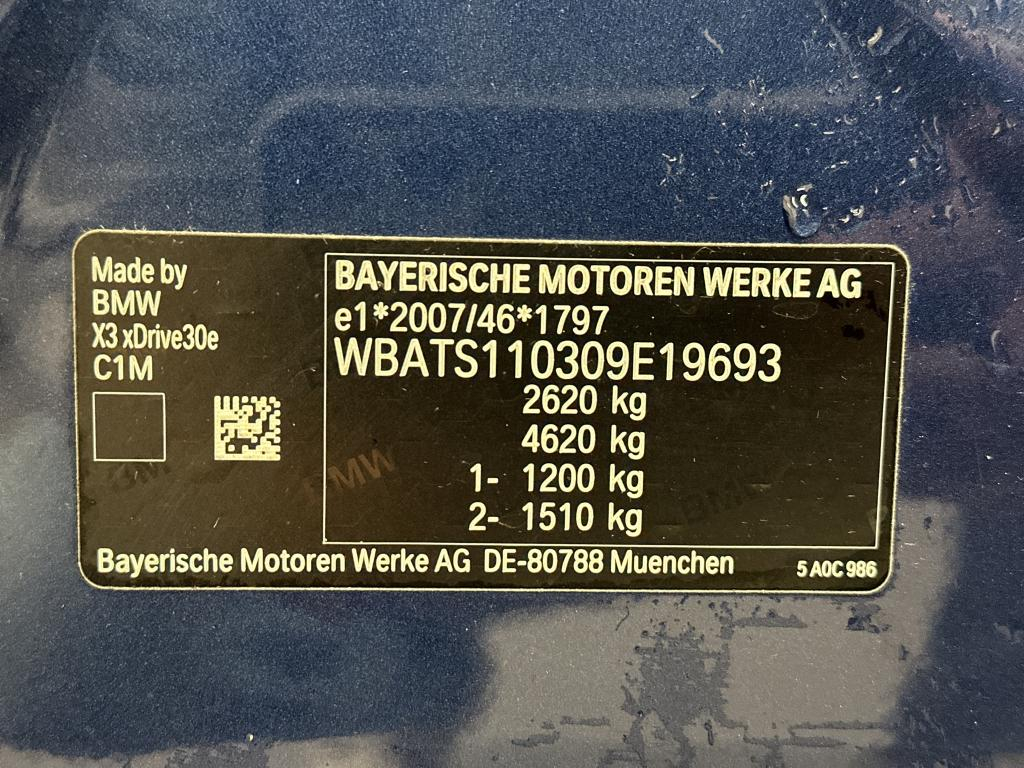 Made by
BMW
X3 xDrive30e
C1M
BAYERISCHE MOTOREN WERKE AG
e1*2007/46*1797
WBATS110309E19693
2620 kg
4620 kg
1- 1200 kg
2- 1510 kg
Bayerische Motoren Werke AG DE-80788 Muenchen
5 A0C 986